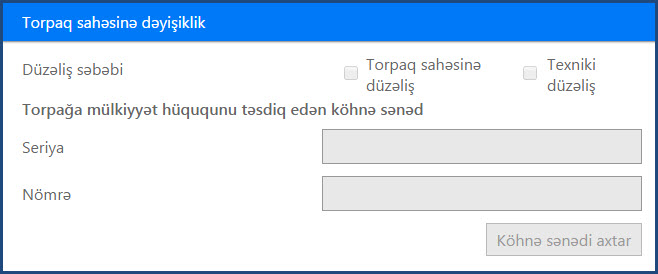 Torpaq sahəsinə dəyişiklik
Düzəliş səbəbi
Torpaq sahəsinə
düzəliş
Texniki
düzəliş
Torpağa mülkiyyət hüququnu təsdiq edən köhnə sənəd
Seriya
Nömrə
Köhnə sənədi axtar